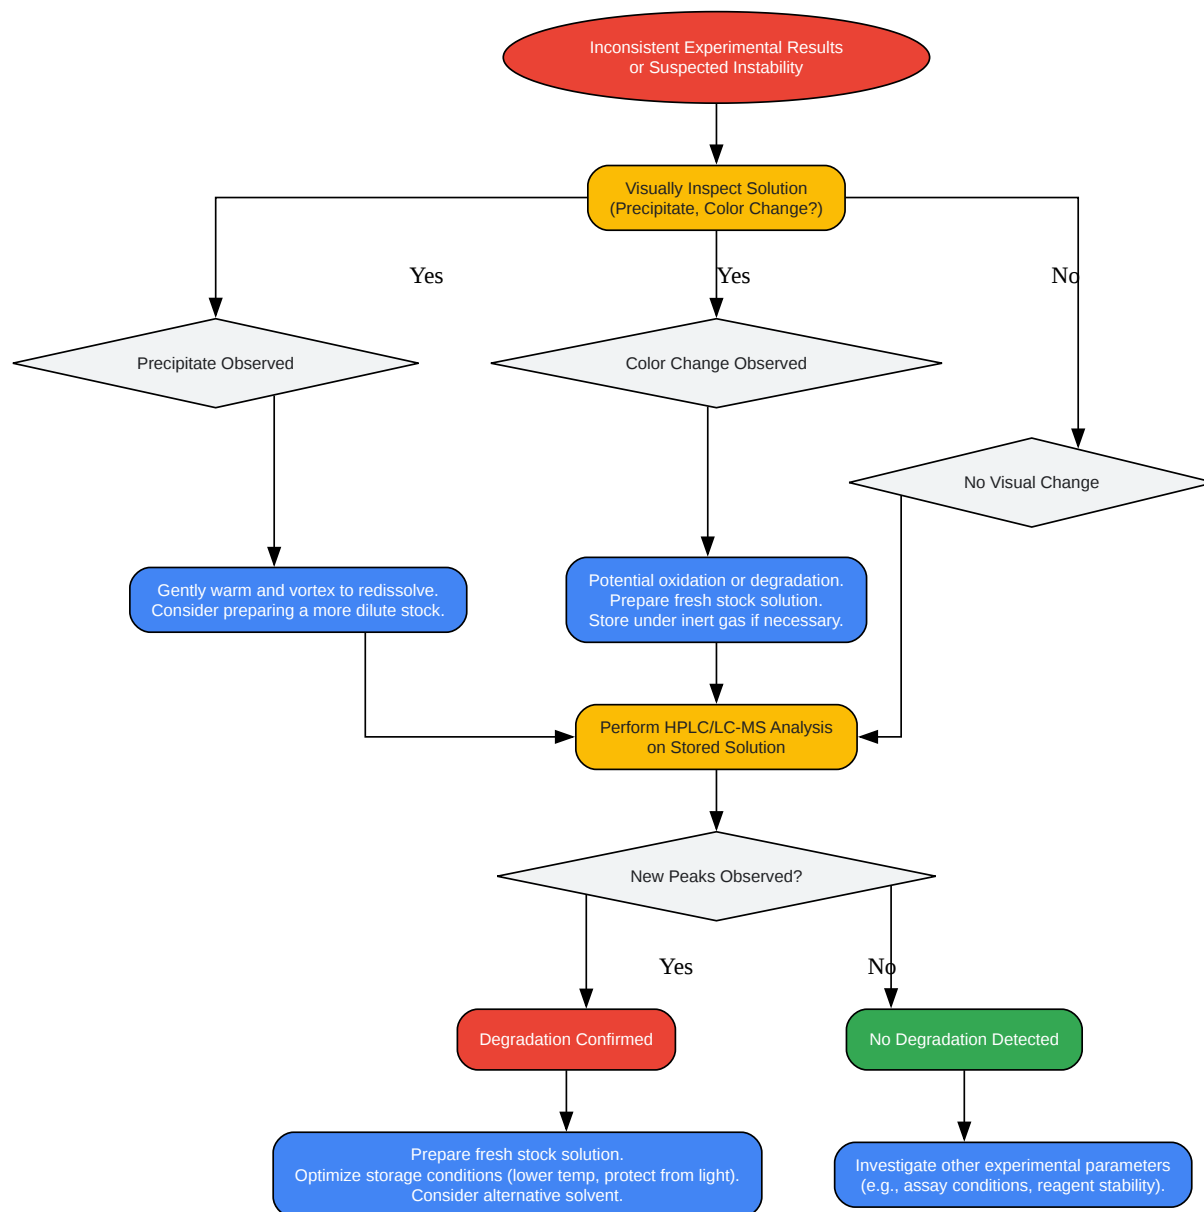 Inconsistent Experimental Results
or Suspected Instability
Visually Inspect Solution
(Precipitate, Color Change?)
Yes
Yes
No
Precipitate Observed
Color Change Observed
No Visual Change
Gently warm and vortex to redissolve.
Consider preparing a more dilute stock.
Potential oxidation or degradation.
Prepare fresh stock solution.
Store under inert gas if necessary.
Perform HPLC/LC-MS Analysis
on Stored Solution
New Peaks Observed?
Yes
No
Degradation Confirmed
No Degradation Detected
Prepare fresh stock solution.
Optimize storage conditions (lower temp, protect from light).
Consider alternative solvent.
Investigate other experimental parameters
(e.g., assay conditions, reagent stability).